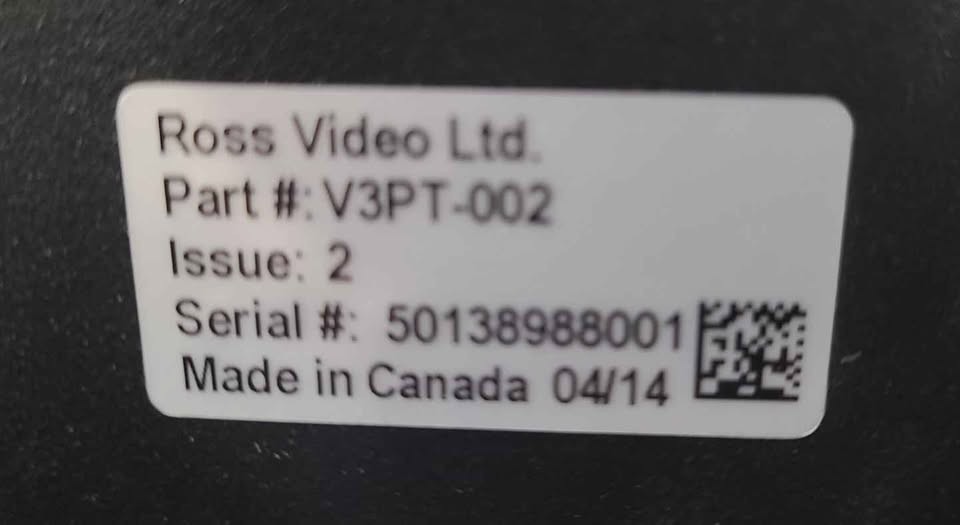 Ross Video Ltd.
Part #: V3PT-002
Issue: 2
Serial #: 50138988001
Made in Canada 04/14